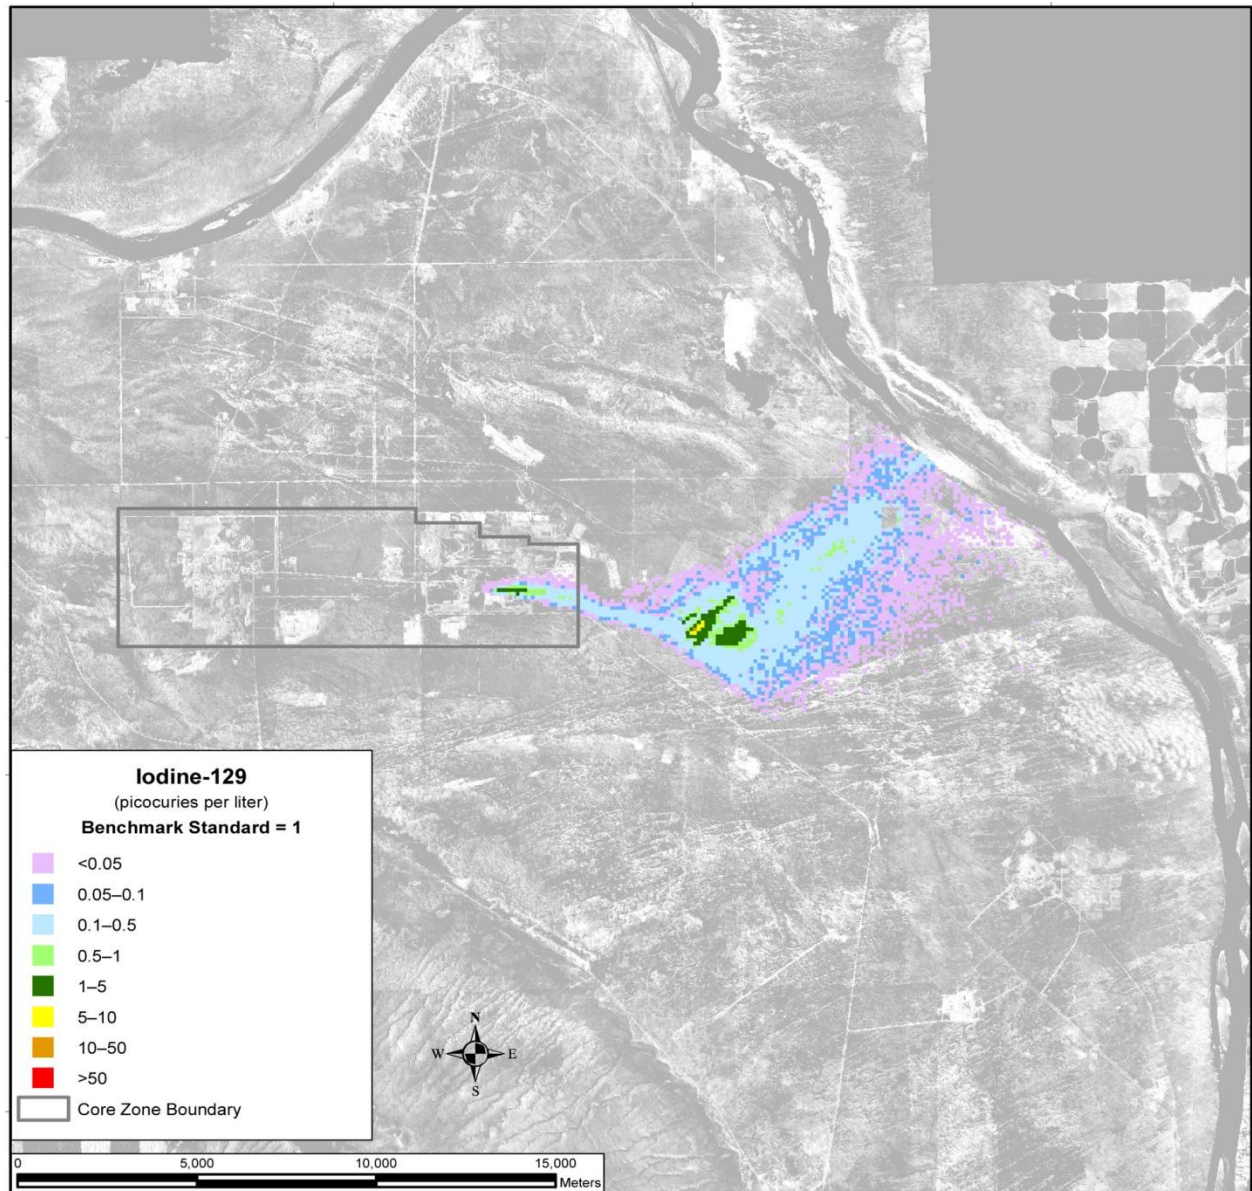 Iodine-129
(picocuries per liter)
Benchmark Standard = 1
<0.05
0.05–0.1
0.1–0.5
0.5–1
1–5
5–10
10–50
>50
Core Zone Boundary
N
W E
S
0 5,000 10,000 15,000
Meters